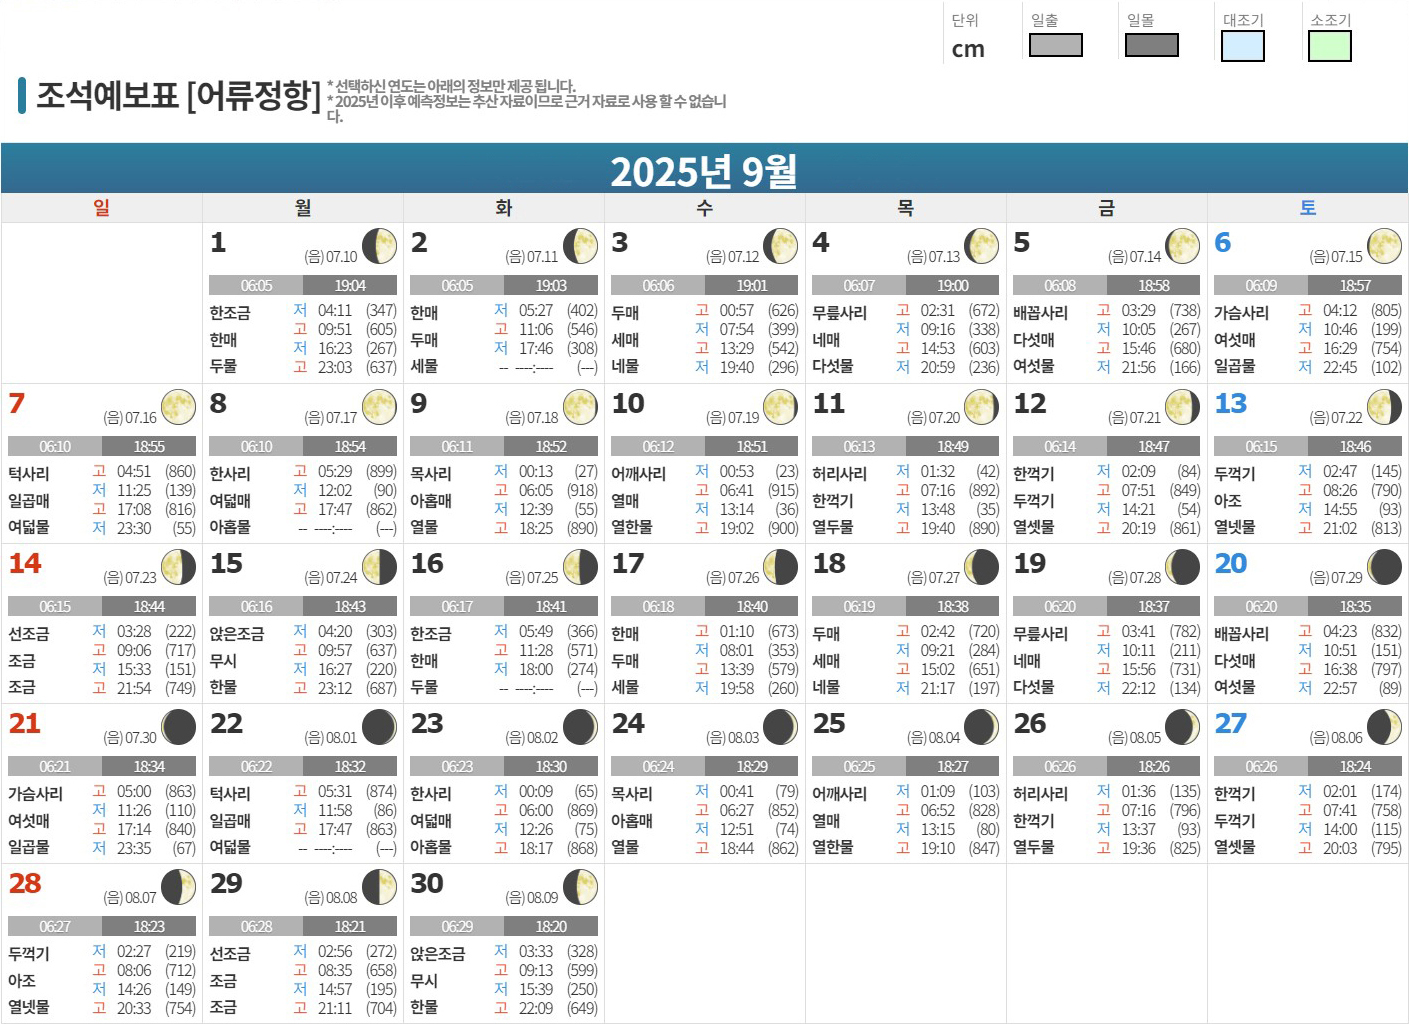 단위 일출 일몰 대조기 소조기
cm
조석예보표 [어류정항]
* 선택하신 연도는 아래의 정보만 제공 됩니다.
* 2025년 이후 예측정보는 추산 자료이므로 근거 자료로 사용 할 수 없습니
다.
2025년 9월
일 월 화 수 목 금 토
1 (음) 07.10
06:05 19:04
한조금 저 04:11 (347)
고 09:51 (605)
한매 저 16:23 (267)
두물 고 23:03 (637)
2 (음) 07.11
06:05 19:03
한매 저 05:27 (402)
고 11:06 (546)
두매 저 17:46 (308)
세물 -- ----:---- (---)
3 (음) 07.12
06:06 19:01
두매 고 00:57 (626)
저 07:54 (399)
세매 고 13:29 (542)
네물 저 19:40 (296)
4 (음) 07.13
06:07 19:00
무릎사리 고 02:31 (672)
저 09:16 (338)
네매 고 14:53 (603)
다섯물 저 20:59 (236)
5 (음) 07.14
06:08 18:58
배꼽사리 고 03:29 (738)
저 10:05 (267)
다섯매 고 15:46 (680)
여섯물 저 21:56 (166)
6 (음) 07.15
06:09 18:57
가슴사리 고 04:12 (805)
저 10:46 (199)
여섯매 고 16:29 (754)
일곱물 저 22:45 (102)
7 (음) 07.16
06:10 18:55
턱사리 고 04:51 (860)
저 11:25 (139)
일곱매 고 17:08 (816)
여덟물 저 23:30 (55)
8 (음) 07.17
06:10 18:54
한사리 고 05:29 (899)
저 12:02 (90)
여덟매 고 17:47 (862)
아홉물 -- ----:---- (---)
9 (음) 07.18
06:11 18:52
목사리 저 00:13 (27)
고 06:05 (918)
아홉매 저 12:39 (55)
열물 고 18:25 (890)
10 (음) 07.19
06:12 18:51
어깨사리 저 00:53 (23)
고 06:41 (915)
열매 저 13:14 (36)
열한물 고 19:02 (900)
11 (음) 07.20
06:13 18:49
허리사리 저 01:32 (42)
고 07:16 (892)
한꺽기 저 13:48 (35)
열두물 고 19:40 (890)
12 (음) 07.21
06:14 18:47
한꺽기 저 02:09 (84)
고 07:51 (849)
두꺽기 저 14:21 (54)
열셋물 고 20:19 (861)
13 (음) 07.22
06:15 18:46
두꺽기 저 02:47 (145)
고 08:26 (790)
아조 저 14:55 (93)
열넷물 고 21:02 (813)
14 (음) 07.23
06:15 18:44
선조금 저 03:28 (222)
고 09:06 (717)
조금 저 15:33 (151)
조금 고 21:54 (749)
15 (음) 07.24
06:16 18:43
앉은조금 저 04:20 (303)
고 09:57 (637)
무시 저 16:27 (220)
한물 고 23:12 (687)
16 (음) 07.25
06:17 18:41
한조금 저 05:49 (366)
고 11:28 (571)
한매 저 18:00 (274)
두물 -- ----:---- (---)
17 (음) 07.26
06:18 18:40
한매 고 01:10 (673)
저 08:01 (353)
두매 고 13:39 (579)
세물 저 19:58 (260)
18 (음) 07.27
06:19 18:38
두매 고 02:42 (720)
저 09:21 (284)
세매 고 15:02 (651)
네물 저 21:17 (197)
19 (음) 07.28
06:20 18:37
무릎사리 고 03:41 (782)
저 10:11 (211)
네매 고 15:56 (731)
다섯물 저 22:12 (134)
20 (음) 07.29
06:20 18:35
배꼽사리 고 04:23 (832)
저 10:51 (151)
다섯매 고 16:38 (797)
여섯물 저 22:57 (89)
21 (음) 07.30
06:21 18:34
가슴사리 고 05:00 (863)
저 11:26 (110)
여섯매 고 17:14 (840)
일곱물 저 23:35 (67)
22 (음) 08.01
06:22 18:32
턱사리 고 05:31 (874)
저 11:58 (86)
일곱매 고 17:47 (863)
여덟물 -- ----:---- (---)
23 (음) 08.02
06:23 18:30
한사리 저 00:09 (65)
고 06:00 (869)
여덟매 저 12:26 (75)
아홉물 고 18:17 (868)
24 (음) 08.03
06:24 18:29
목사리 저 00:41 (79)
고 06:27 (852)
아홉매 저 12:51 (74)
열물 고 18:44 (862)
25 (음) 08.04
06:25 18:27
어깨사리 저 01:09 (103)
고 06:52 (828)
열매 저 13:15 (80)
열한물 고 19:10 (847)
26 (음) 08.05
06:26 18:26
허리사리 저 01:36 (135)
고 07:16 (796)
한꺽기 저 13:37 (93)
열두물 고 19:36 (825)
27 (음) 08.06
06:26 18:24
한꺽기 저 02:01 (174)
고 07:41 (758)
두꺽기 저 14:00 (115)
열셋물 고 20:03 (795)
28 (음) 08.07
06:27 18:23
두꺽기 저 02:27 (219)
고 08:06 (712)
아조 저 14:26 (149)
열넷물 고 20:33 (754)
29 (음) 08.08
06:28 18:21
선조금 저 02:56 (272)
고 08:35 (658)
조금 저 14:57 (195)
조금 고 21:11 (704)
30 (음) 08.09
06:29 18:20
앉은조금 저 03:33 (328)
고 09:13 (599)
무시 저 15:39 (250)
한물 고 22:09 (649)